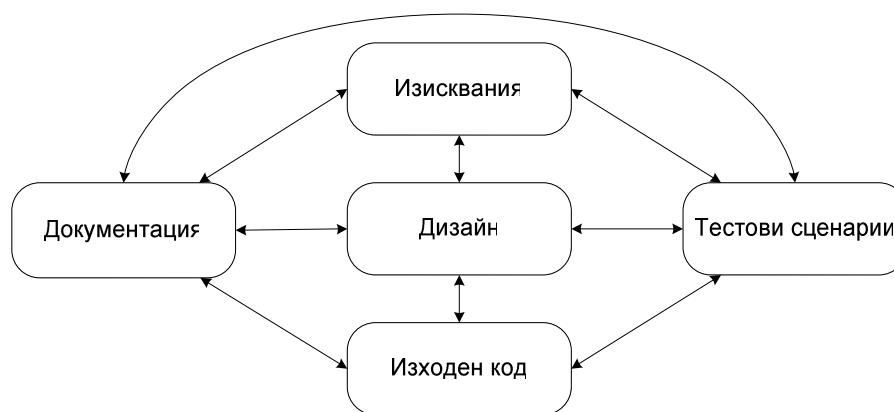 Изисквания
Документация
Дизайн
Тестови сценарии
Изходен код